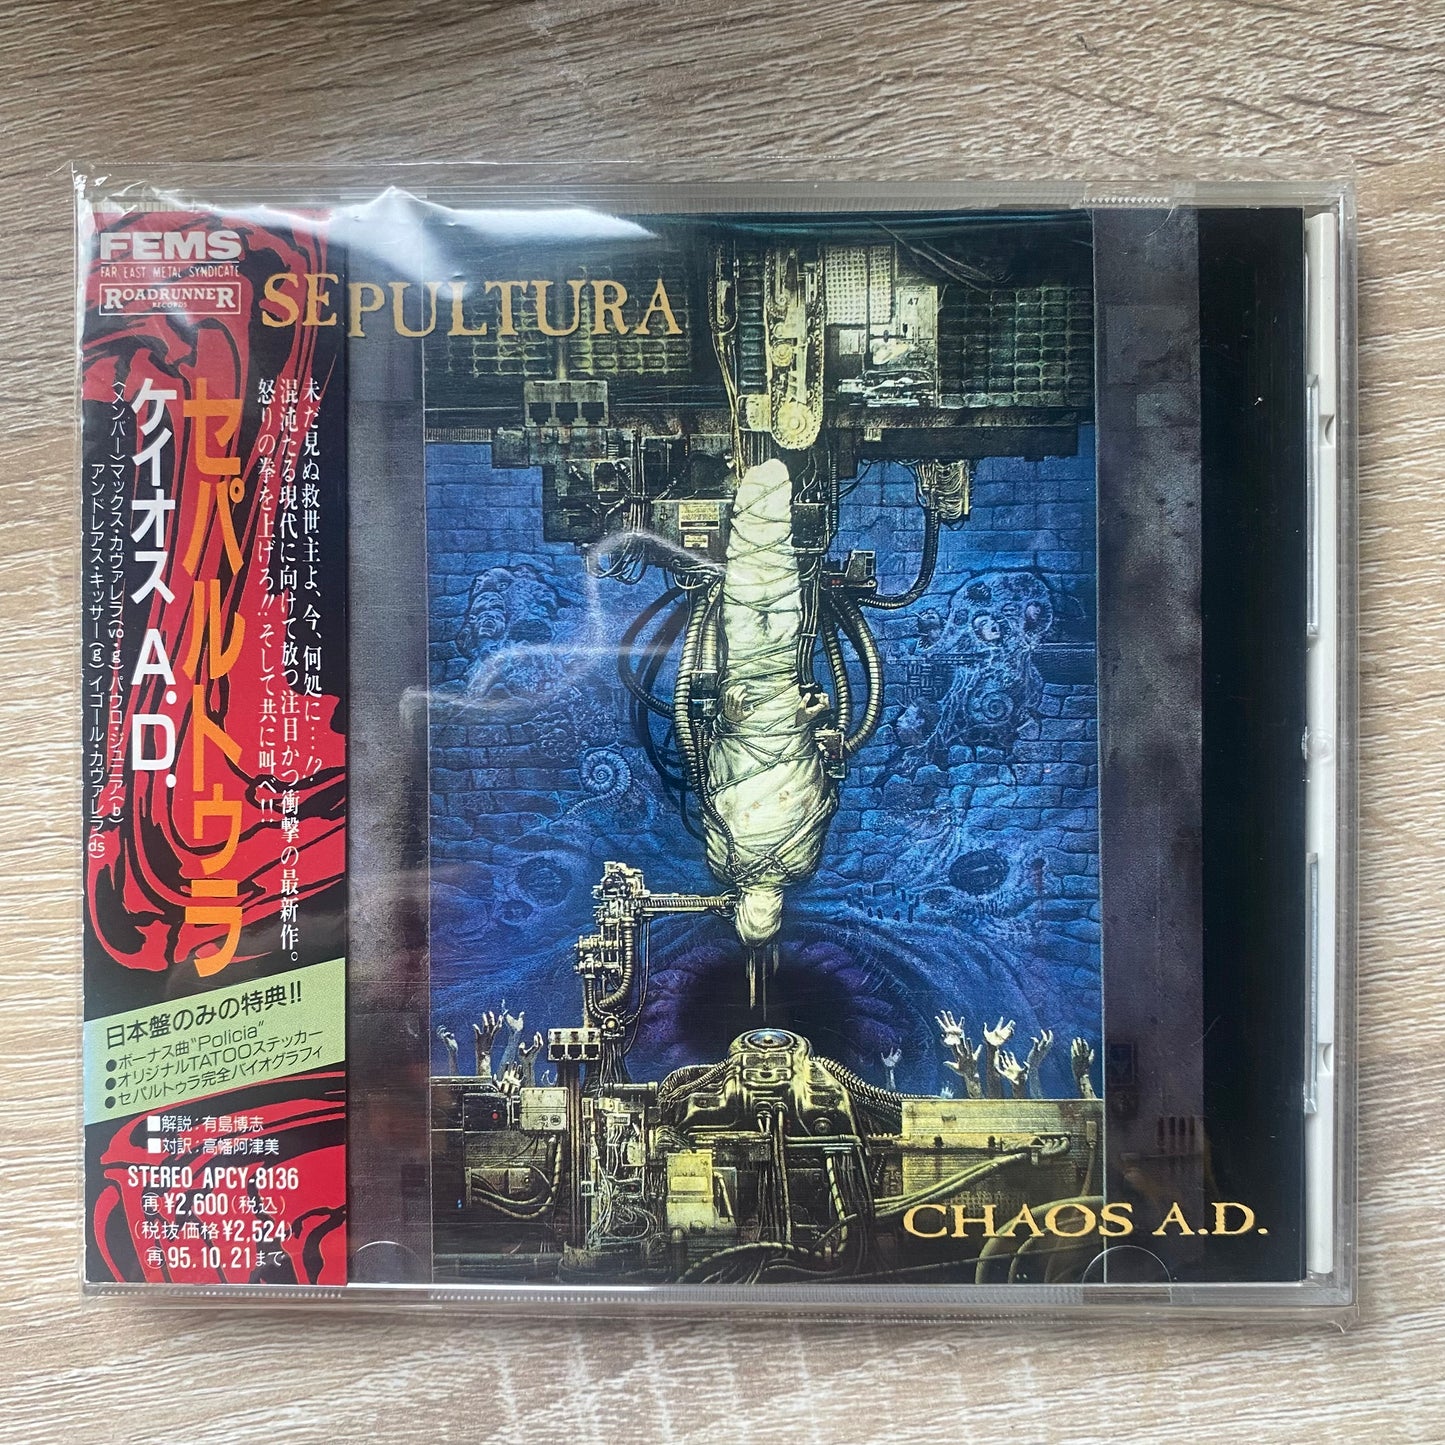 FEMS
FAR EAST METAL SYNDICATE
ROADRUNNER
RECORDS
SEPULTURA
未だ見ぬ救世主よ、今、何処に…!?
混沌たる現代に向けて放つ注目かつ衝撃の最新作。
怒りの拳を上げろ!!そして共に叫べ!!
セパルトゥラ
ケイオス A.D.
〈メンバー〉マックス・カヴァレラ(vo・g)パウロ・ジュニア(b)
アンドレアス・キッサー(g) イゴール・カヴァレラ(ds)
日本盤のみの特典!!
●ボーナス曲“Policia”
●オリジナルTATOOステッカー
●セパルトゥラ完全バイオグラフィ
■解説：有島博志
■対訳：高幡阿津美
STEREO APCY-8136
再¥2,600(税込)
(税抜価格¥2,524)
再95.10.21まで
47
CHAOS A.D.